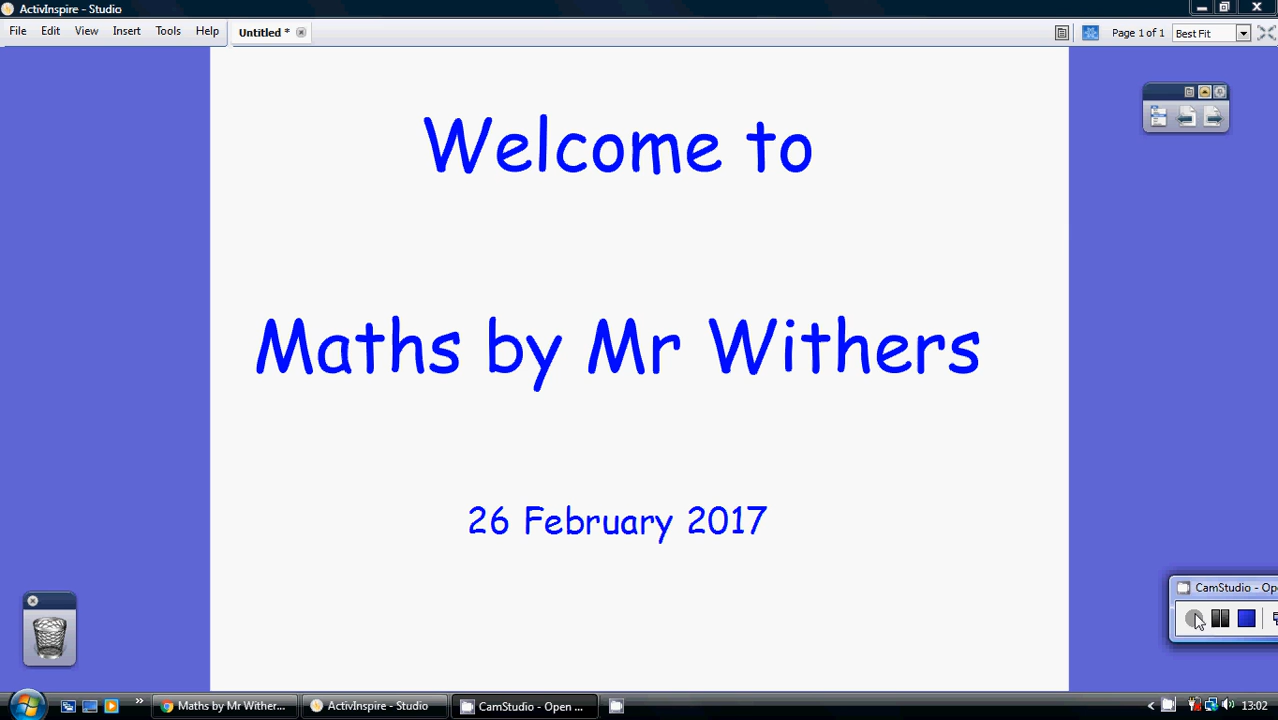 ActivInspire - Studio
File Edit View Insert Tools Help Untitled * Page 1 of 1 Best Fit
Welcome to
Maths by Mr Withers
26 February 2017
CamStudio - Ope
Maths by Mr Wither... ActivInspire - Studio CamStudio - Open ... 13:02